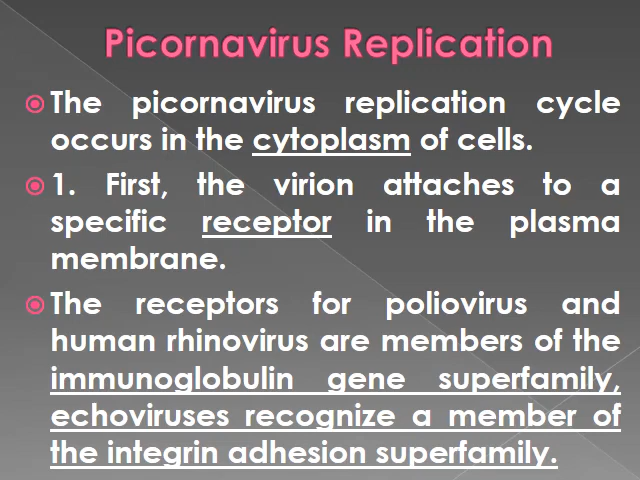 Picornavirus Replication
The picornavirus replication cycle
occurs in the cytoplasm of cells.
1. First, the virion attaches to a
specific receptor in the plasma
membrane.
The receptors for poliovirus and
human rhinovirus are members of the
immunoglobulin gene superfamily,
echoviruses recognize a member of
the integrin adhesion superfamily.